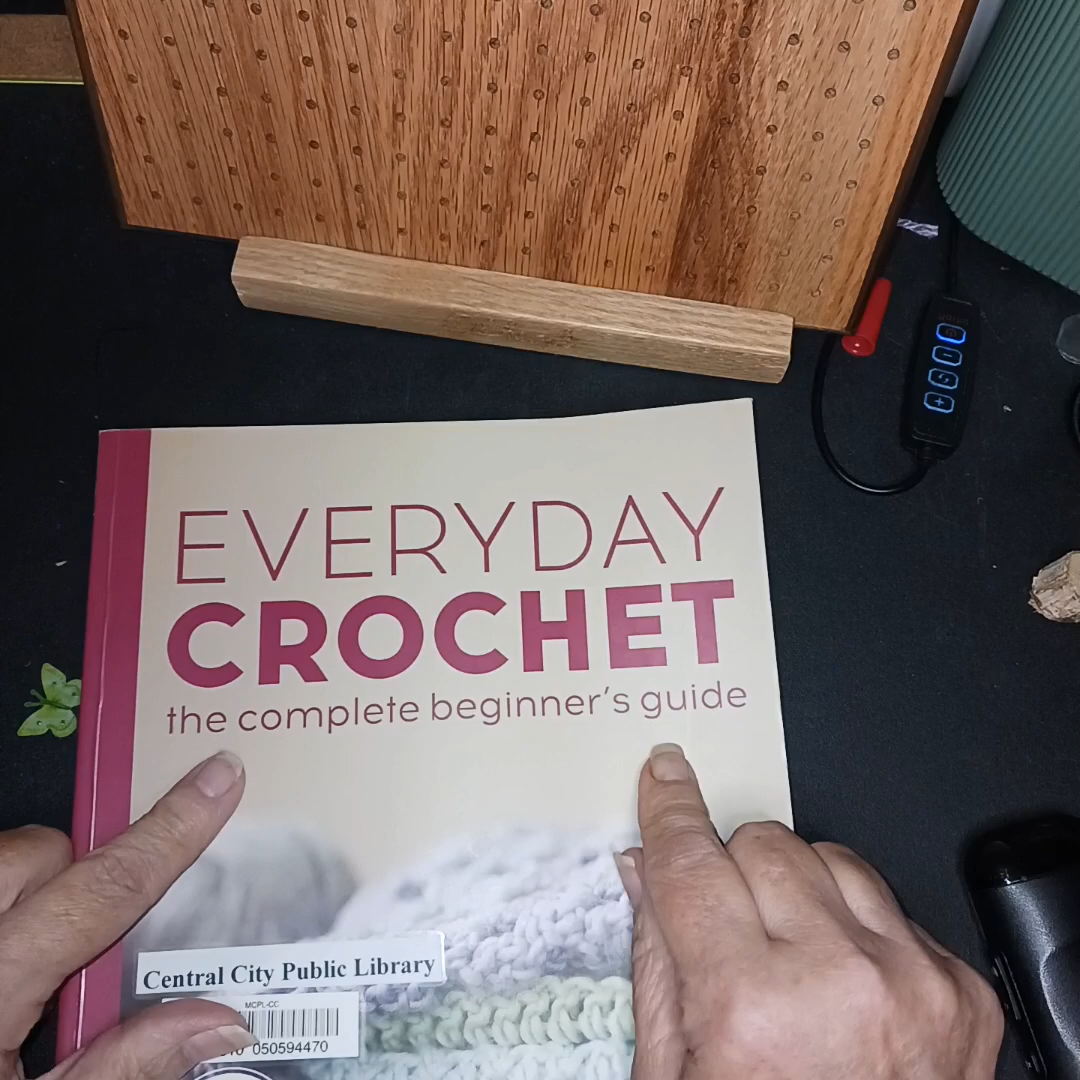 EVERYDAY
CROCHET
the complete beginner's guide
Central City Public Library
MCPL-CC
050594470